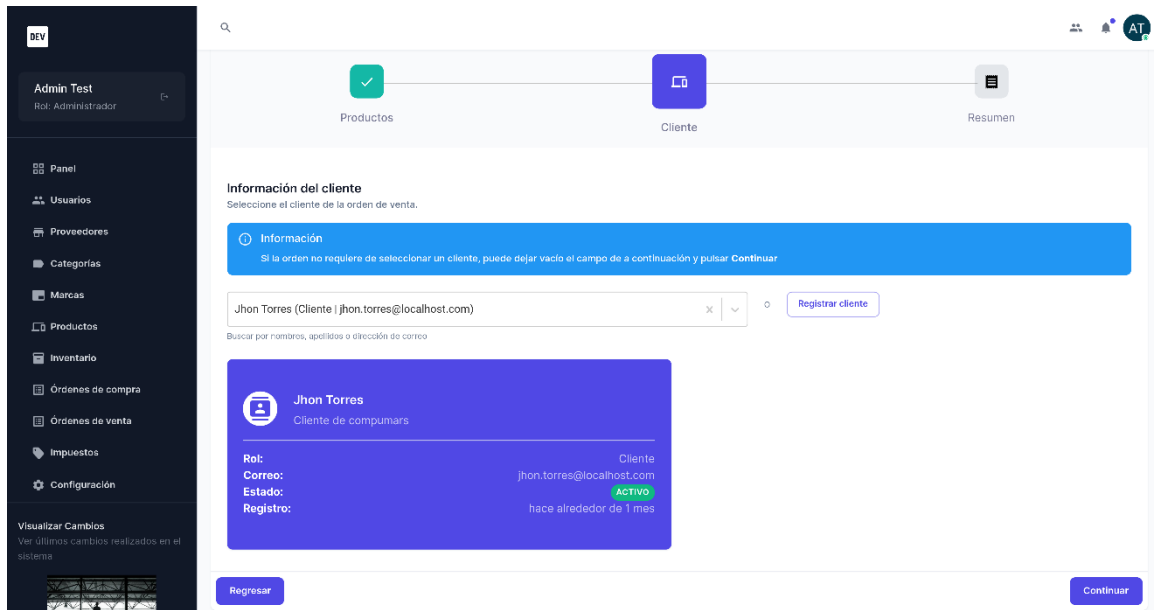 DEV
Admin Test
Rol: Administrador
Panel
Usuarios
Proveedores
Categorías
Marcas
Productos
Inventario
Órdenes de compra
Órdenes de venta
Impuestos
Configuración
Visualizar Cambios
Ver últimos cambios realizados en el
sistema
AT
Productos
Cliente
Resumen
Información del cliente
Seleccione el cliente de la orden de venta.
Información
Si la orden no requiere de seleccionar un cliente, puede dejar vacío el campo de a continuación y pulsar Continuar
Jhon Torres (Cliente | jhon.torres@localhost.com)
o
Registrar cliente
Buscar por nombres, apellidos o dirección de correo
Jhon Torres
Cliente de compumars
Rol: Cliente
Correo: jhon.torres@localhost.com
Estado: ACTIVO
Registro: hace alrededor de 1 mes
Regresar
Continuar